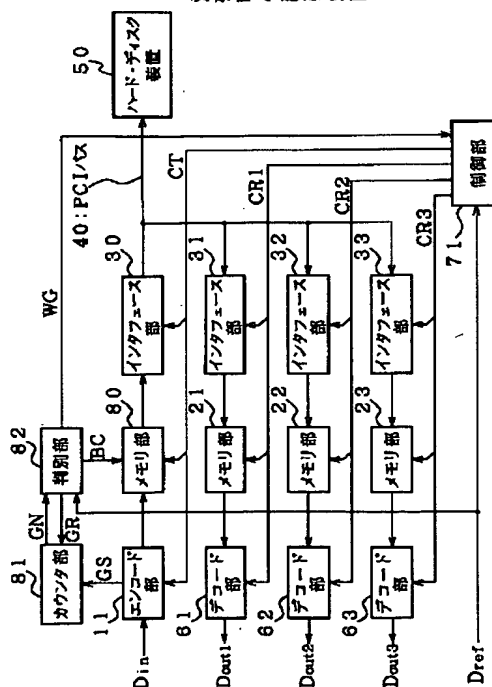 82
判別部
81
カウンタ部
GN
GR
BC
WG
GS
11
エンコード部
80
メモリ部
30
インタフェース部
40:PCIバス
50
ハード・ディスク装置
Din
CT
61
デコード部
21
メモリ部
31
インタフェース部
Dout1
CR1
62
デコード部
22
メモリ部
32
インタフェース部
Dout2
CR2
63
デコード部
23
メモリ部
33
インタフェース部
Dout3
CR3
制御部
71
Dref